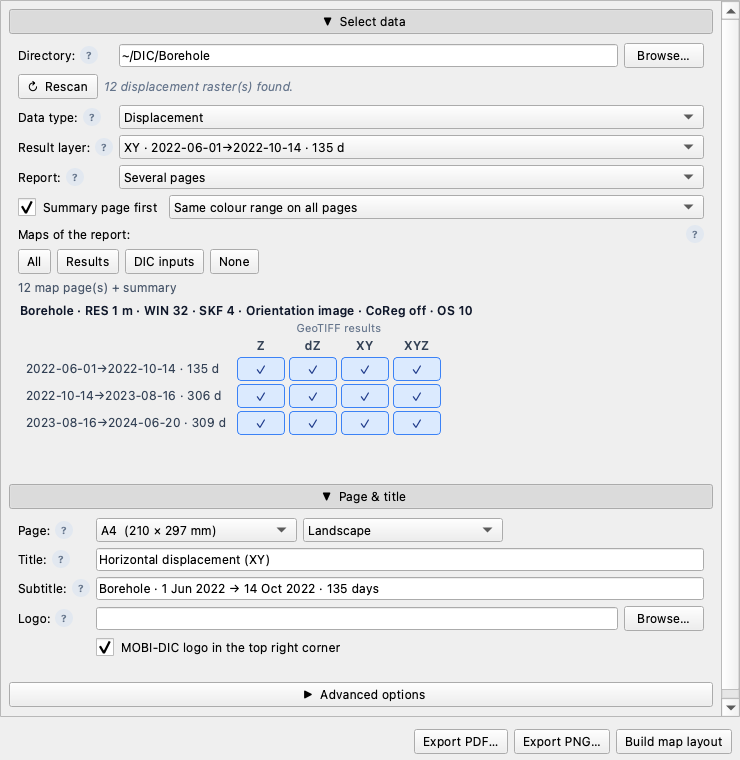 ▼ Select data
Directory: ? ~/DIC/Borehole Browse...
↻ Rescan 12 displacement raster(s) found.
Data type: ? Displacement
Result layer: ? XY · 2022-06-01→2022-10-14 · 135 d
Report: ? Several pages
✓ Summary page first Same colour range on all pages
Maps of the report: ?
All Results DIC inputs None
12 map page(s) + summary
Borehole · RES 1 m · WIN 32 · SKF 4 · Orientation image · CoReg off · OS 10
GeoTIFF results
Z dZ XY XYZ
2022-06-01→2022-10-14 · 135 d ✓ ✓ ✓ ✓
2022-10-14→2023-08-16 · 306 d ✓ ✓ ✓ ✓
2023-08-16→2024-06-20 · 309 d ✓ ✓ ✓ ✓
▼ Page & title
Page: ? A4 (210 × 297 mm) Landscape
Title: ? Horizontal displacement (XY)
Subtitle: ? Borehole · 1 Jun 2022 → 14 Oct 2022 · 135 days
Logo: ? Browse...
✓ MOBI-DIC logo in the top right corner
▶ Advanced options
Export PDF... Export PNG... Build map layout